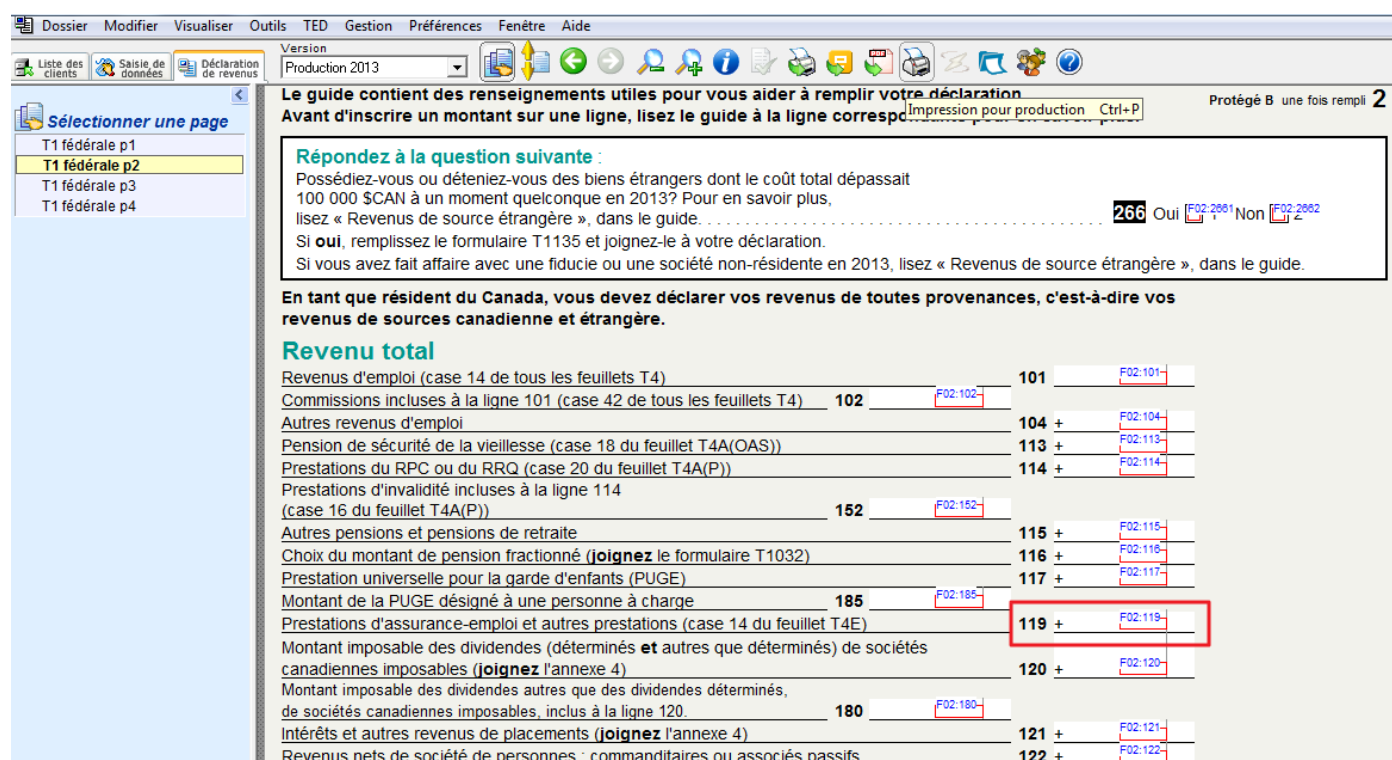 Dossier Modifier Visualiser Outils TED Gestion Préférences Fenêtre Aide
Liste des clients
Saisie de données
Déclaration de revenus
Version
Production 2013
Impression pour production Ctrl+P
Sélectionner une page
T1 fédérale p1
T1 fédérale p2
T1 fédérale p3
T1 fédérale p4
Le guide contient des renseignements utiles pour vous aider à remplir votre déclaration
Protégé B une fois rempli 2
Avant d'inscrire un montant sur une ligne, lisez le guide à la ligne
Répondez à la question suivante :
Possédiez-vous ou déteniez-vous des biens étrangers dont le coût total dépassait
100 000 $CAN à un moment quelconque en 2013? Pour en savoir plus,
lisez « Revenus de source étrangère », dans le guide. 266 Oui F02:2661 Non F02:2662
Si oui, remplissez le formulaire T1135 et joignez-le à votre déclaration.
Si vous avez fait affaire avec une fiducie ou une société non-résidente en 2013, lisez « Revenus de source étrangère », dans le guide.
En tant que résident du Canada, vous devez déclarer vos revenus de toutes provenances, c'est-à-dire vos
revenus de sources canadienne et étrangère.
Revenu total
Revenus d'emploi (case 14 de tous les feuillets T4) 101 F02:101
Commissions incluses à la ligne 101 (case 42 de tous les feuillets T4) 102 F02:102
Autres revenus d'emploi 104 + F02:104
Pension de sécurité de la vieillesse (case 18 du feuillet T4A(OAS)) 113 + F02:113
Prestations du RPC ou du RRQ (case 20 du feuillet T4A(P)) 114 + F02:114
Prestations d'invalidité incluses à la ligne 114
(case 16 du feuillet T4A(P)) 152 F02:152
Autres pensions et pensions de retraite 115 + F02:115
Choix du montant de pension fractionné (joignez le formulaire T1032) 116 + F02:116
Prestation universelle pour la garde d'enfants (PUGE) 117 + F02:117
Montant de la PUGE désigné à une personne à charge 185 F02:185
Prestations d'assurance-emploi et autres prestations (case 14 du feuillet T4E) 119 + F02:119
Montant imposable des dividendes (déterminés et autres que déterminés) de sociétés
canadiennes imposables (joignez l'annexe 4) 120 + F02:120
Montant imposable des dividendes autres que des dividendes déterminés,
de sociétés canadiennes imposables, inclus à la ligne 120. 180 F02:180
Intérêts et autres revenus de placements (joignez l'annexe 4) 121 + F02:121
Revenus nets de société de personnes : commanditaires ou associés passifs 122 + F02:122